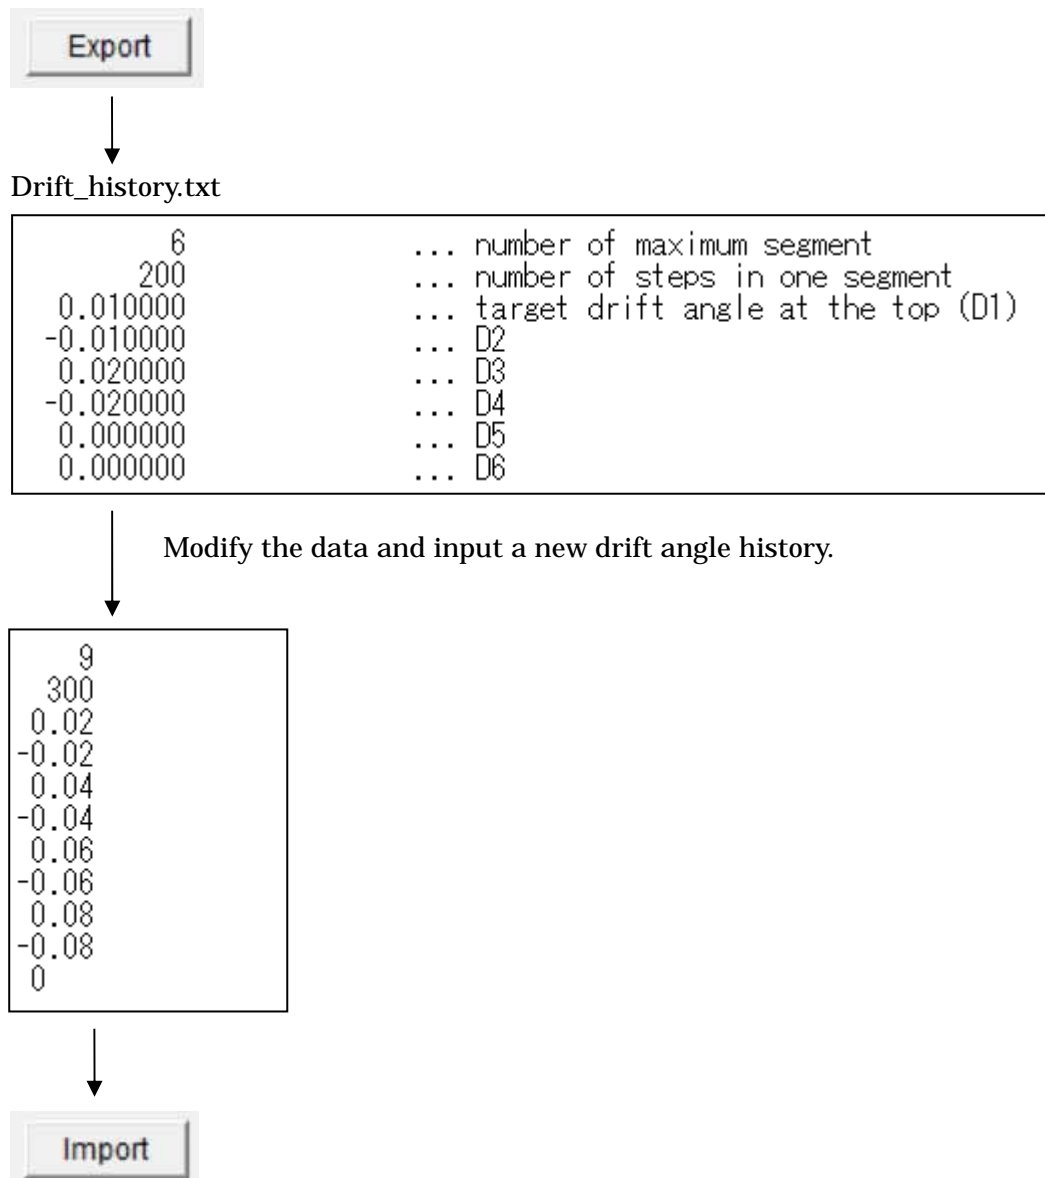 Export
Drift_history.txt
6 ... number of maximum segment
200 ... number of steps in one segment
0.010000 ... target drift angle at the top (D1)
-0.010000 ... D2
0.020000 ... D3
-0.020000 ... D4
0.000000 ... D5
0.000000 ... D6
Modify the data and input a new drift angle history.
9
300
0.02
-0.02
0.04
-0.04
0.06
-0.06
0.08
-0.08
0
Import